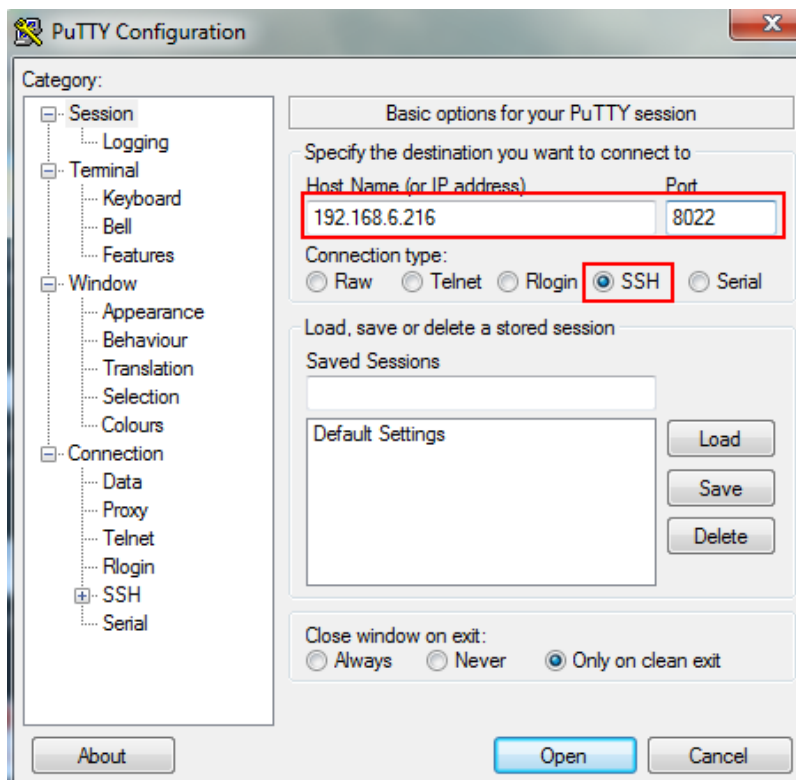 PuTTY Configuration
X
Category:
Session
Logging
Terminal
Keyboard
Bell
Features
Window
Appearance
Behaviour
Translation
Selection
Colours
Connection
Data
Proxy
Telnet
Rlogin
SSH
Serial
Basic options for your PuTTY session
Specify the destination you want to connect to
Host Name (or IP address) Port
192.168.6.216 8022
Connection type:
Raw Telnet Rlogin SSH Serial
Load, save or delete a stored session
Saved Sessions
Default Settings
Load
Save
Delete
Close window on exit:
Always Never Only on clean exit
About Open Cancel